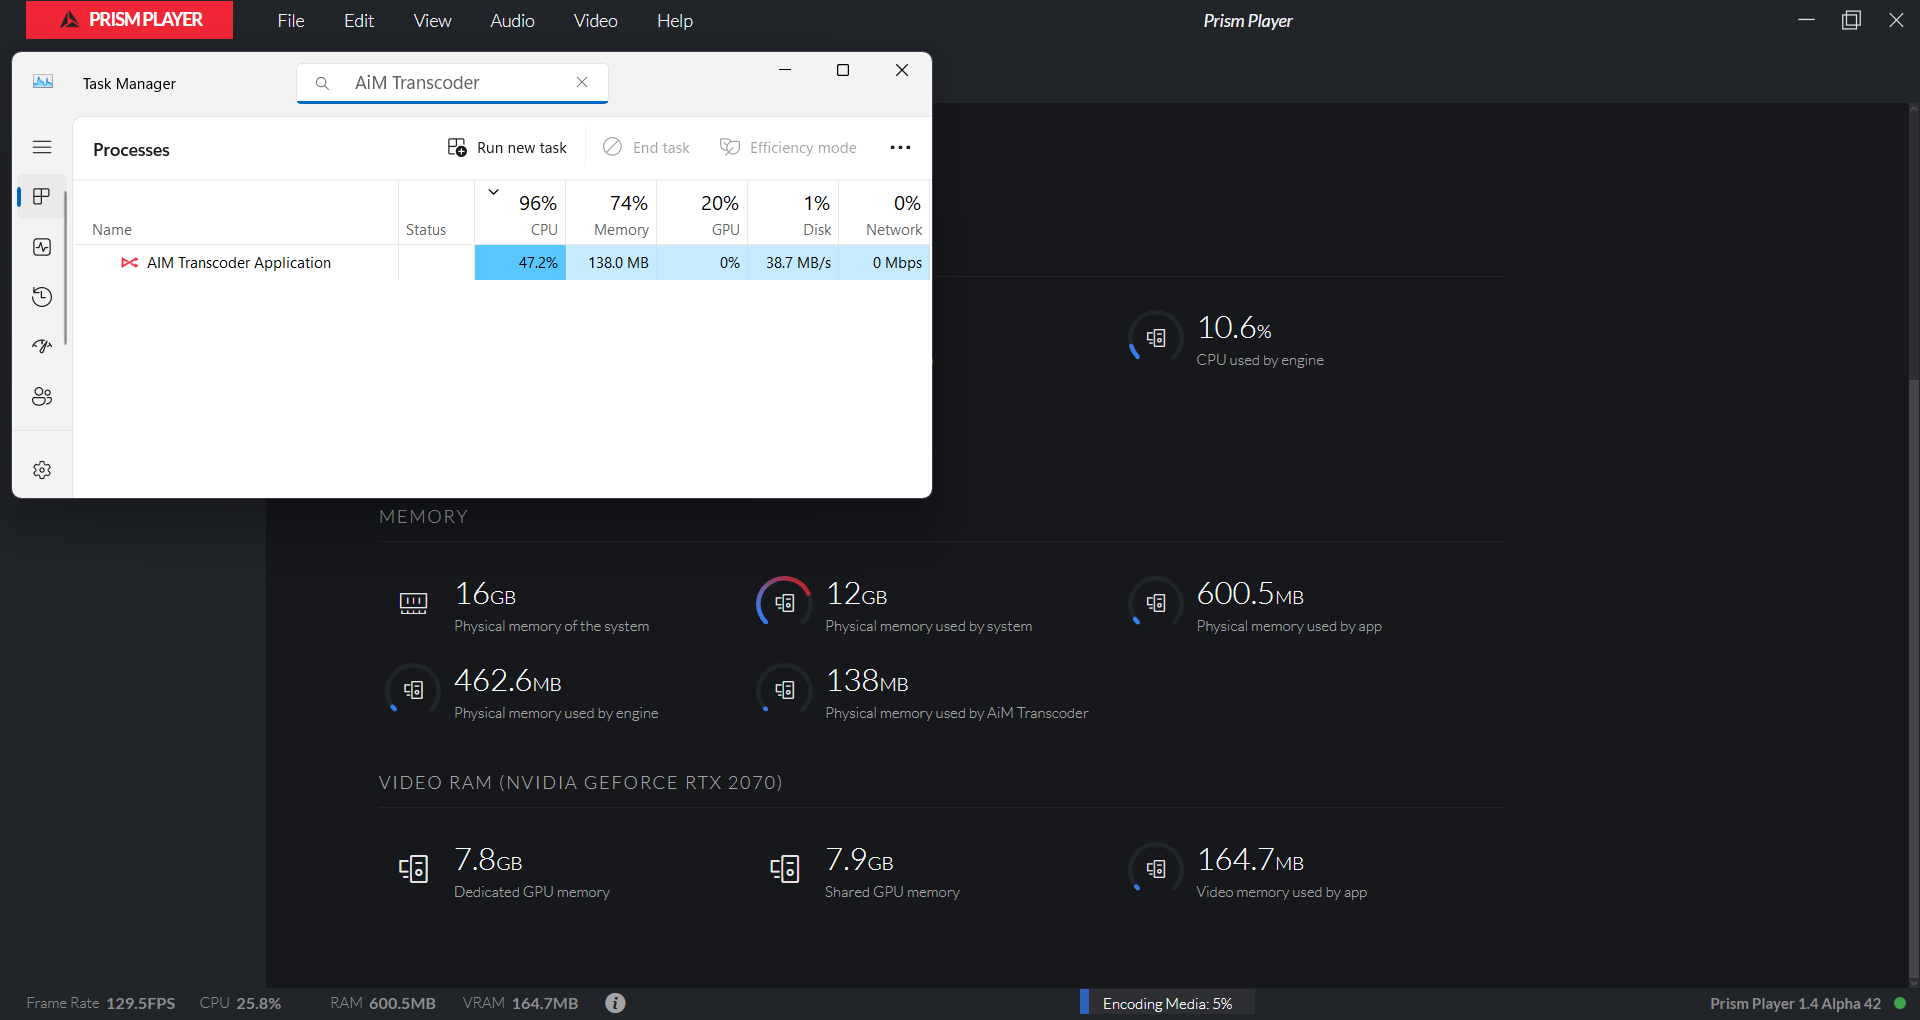 PRISM PLAYER File Edit View Audio Video Help Prism Player
Task Manager AiM Transcoder
Processes Run new task End task Efficiency mode
96% 74% 20% 1% 0%
Name Status CPU Memory GPU Disk Network
AIM Transcoder Application 47.2% 138.0 MB 0% 38.7 MB/s 0 Mbps
10.6%
CPU used by engine
MEMORY
16GB 12GB 600.5MB
Physical memory of the system Physical memory used by system Physical memory used by app
462.6MB 138MB
Physical memory used by engine Physical memory used by AiM Transcoder
VIDEO RAM (NVIDIA GEFORCE RTX 2070)
7.8GB 7.9GB 164.7MB
Dedicated GPU memory Shared GPU memory Video memory used by app
Frame Rate 129.5FPS CPU 25.8% RAM 600.5MB VRAM 164.7MB Encoding Media: 5% Prism Player 1.4 Alpha 42